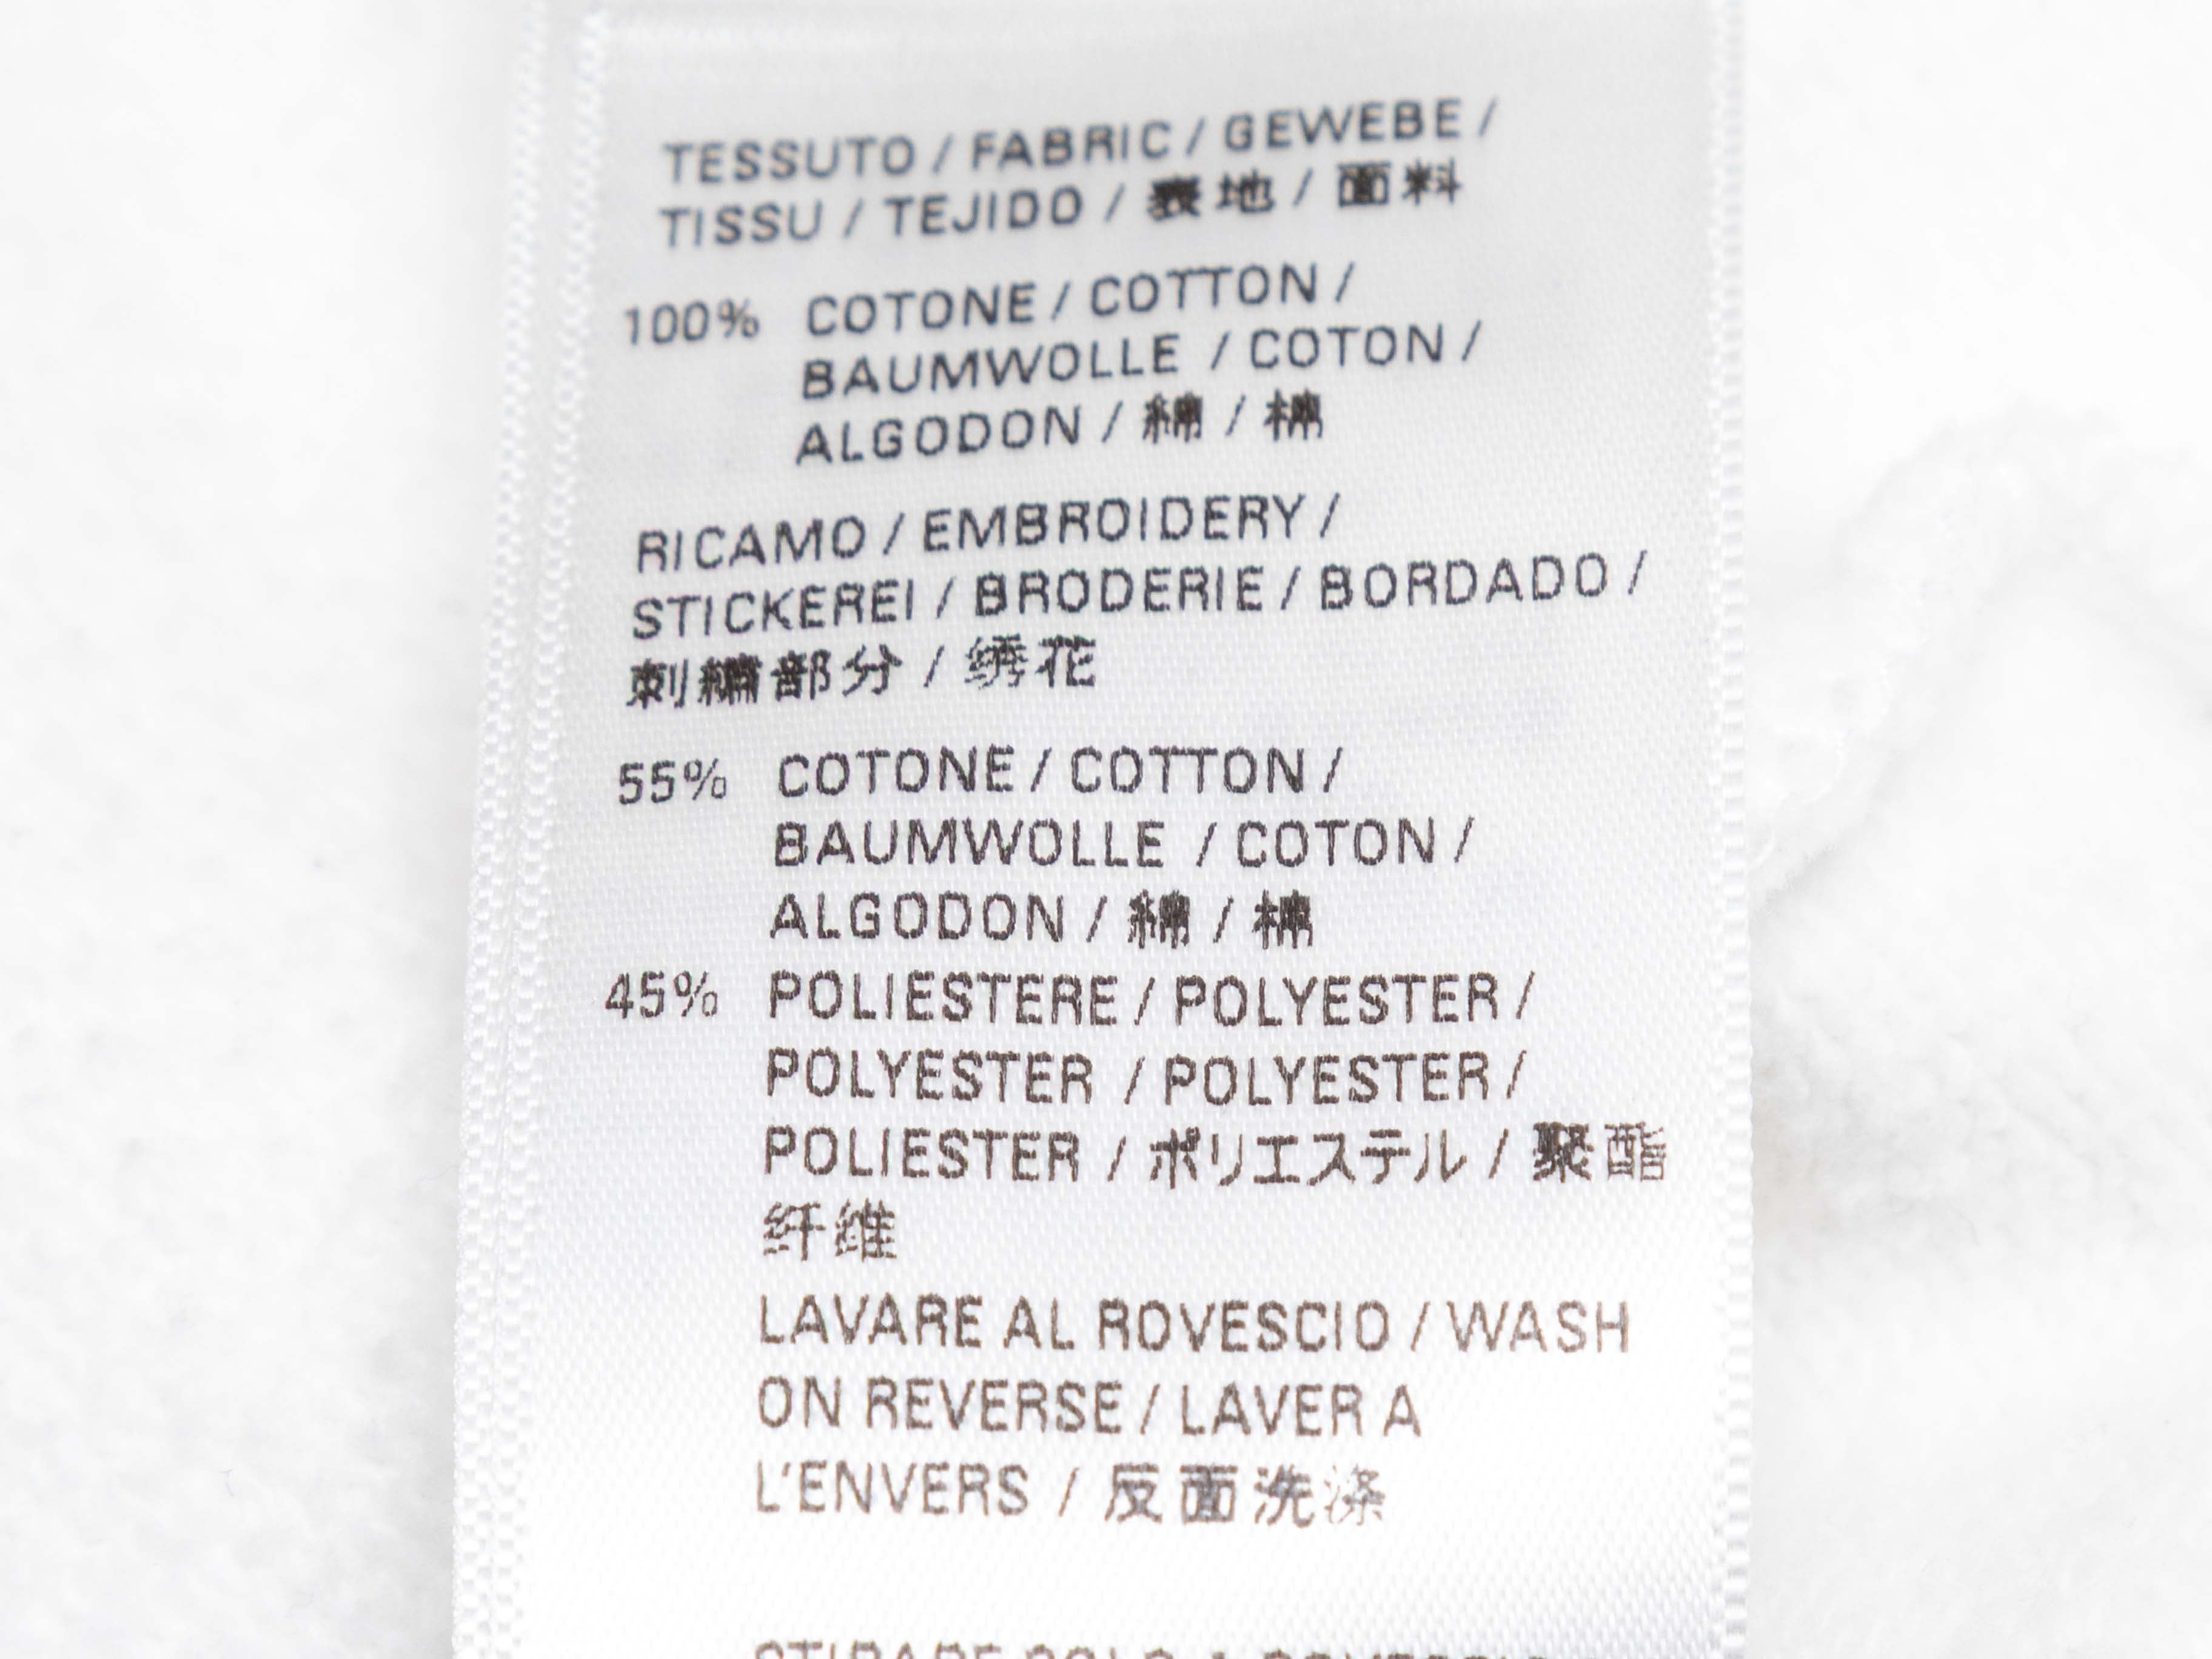 TESSUTO / FABRIC / GEWEBE /
TISSU / TEJIDO / 表地 / 面料
100% COTONE / COTTON /
BAUMWOLLE / COTON /
ALGODON / 綿 / 棉
RICAMO / EMBROIDERY /
STICKEREI / BRODERIE / BORDADO /
刺繍部分 / 绣花
55% COTONE / COTTON /
BAUMWOLLE / COTON /
ALGODON / 綿 / 棉
45% POLIESTERE / POLYESTER /
POLYESTER / POLYESTER /
POLIESTER / ポリエステル / 聚酯
纤维
LAVARE AL ROVESCIO / WASH
ON REVERSE / LAVER A
L'ENVERS / 反面洗涤